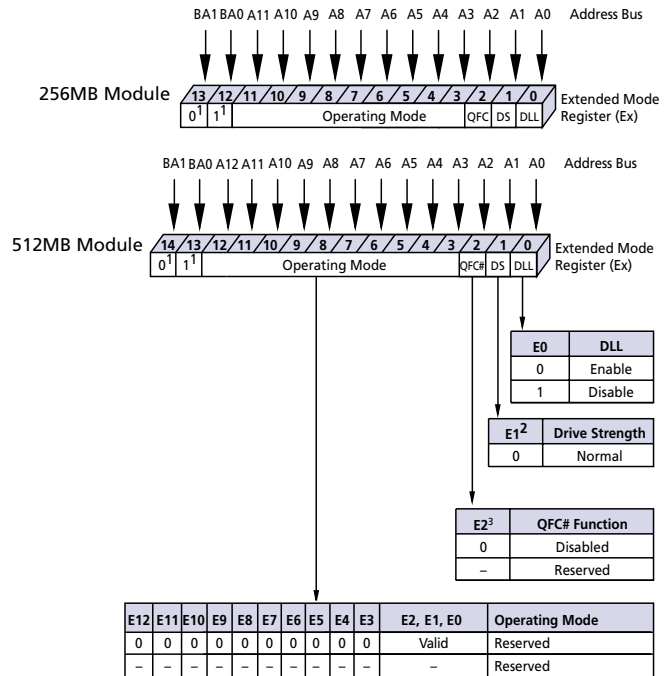 BA1 BA0 A11 A10 A9 A8 A7 A6 A5 A4 A3 A2 A1 A0 Address Bus
256MB Module
13 12 11 10 9 8 7 6 5 4 3 2 1 0
Extended Mode
Register (Ex)
0¹ 1¹ Operating Mode QFC DS DLL
BA1 BA0 A12 A11 A10 A9 A8 A7 A6 A5 A4 A3 A2 A1 A0 Address Bus
512MB Module
14 13 12 11 10 9 8 7 6 5 4 3 2 1 0
Extended Mode
Register (Ex)
0¹ 1¹ Operating Mode QFC# DS DLL
E0 DLL
0 Enable
1 Disable
E1² Drive Strength
0 Normal
E2³ QFC# Function
0 Disabled
– Reserved
E12 E11 E10 E9 E8 E7 E6 E5 E4 E3 E2, E1, E0 Operating Mode
0 0 0 0 0 0 0 0 0 0 Valid Reserved
– – – – – – – – – – – Reserved